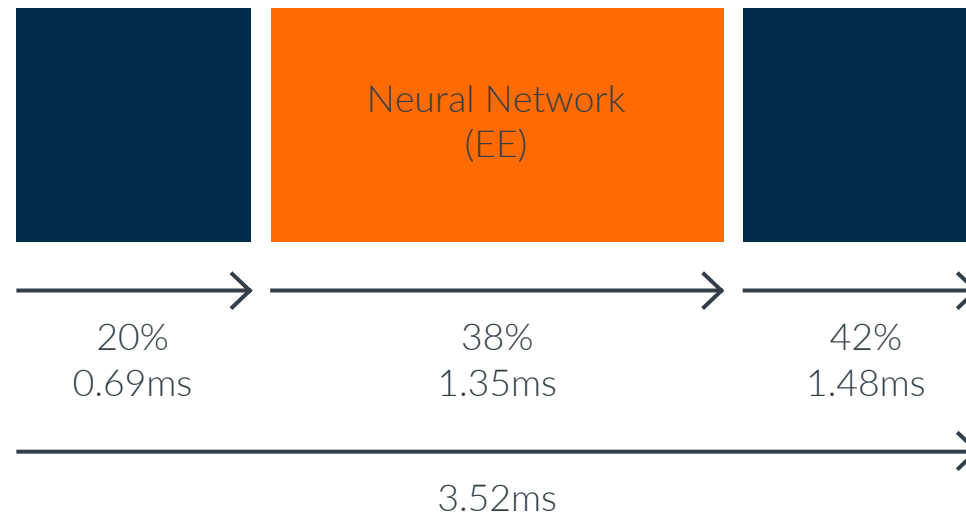 Neural Network
(EE)
20%
0.69ms
38%
1.35ms
42%
1.48ms
3.52ms